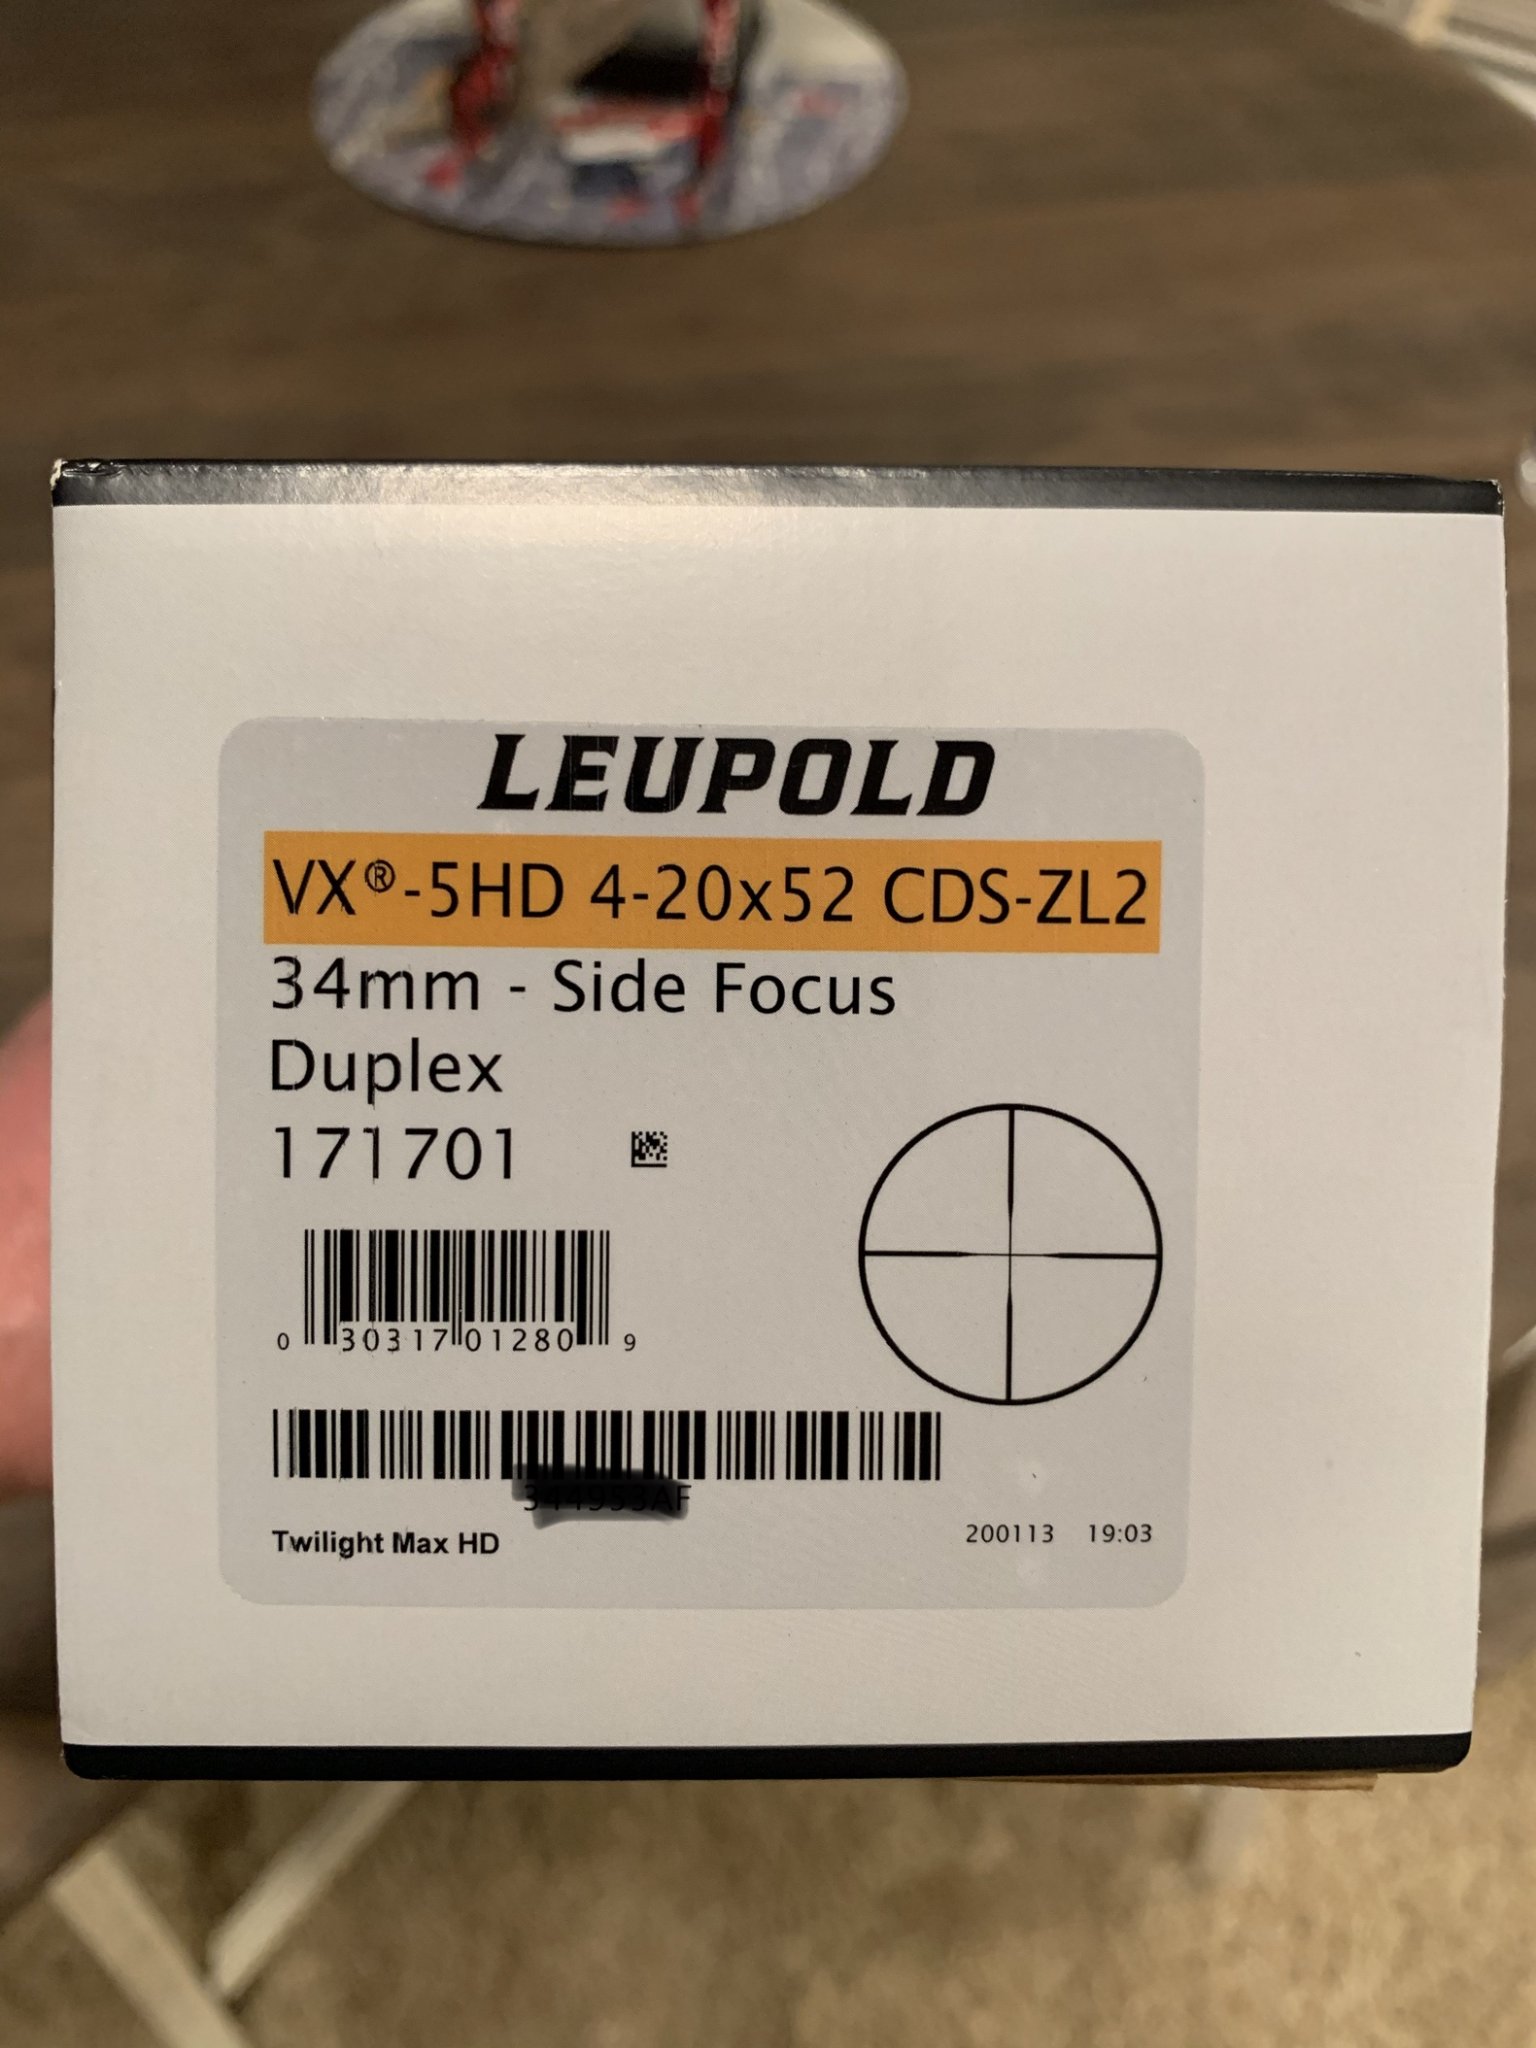 LEUPOLD
VX®-5HD 4-20x52 CDS-ZL2
34mm - Side Focus
Duplex
171701
0 30317 01280 9
Twilight Max HD
200113 19:03